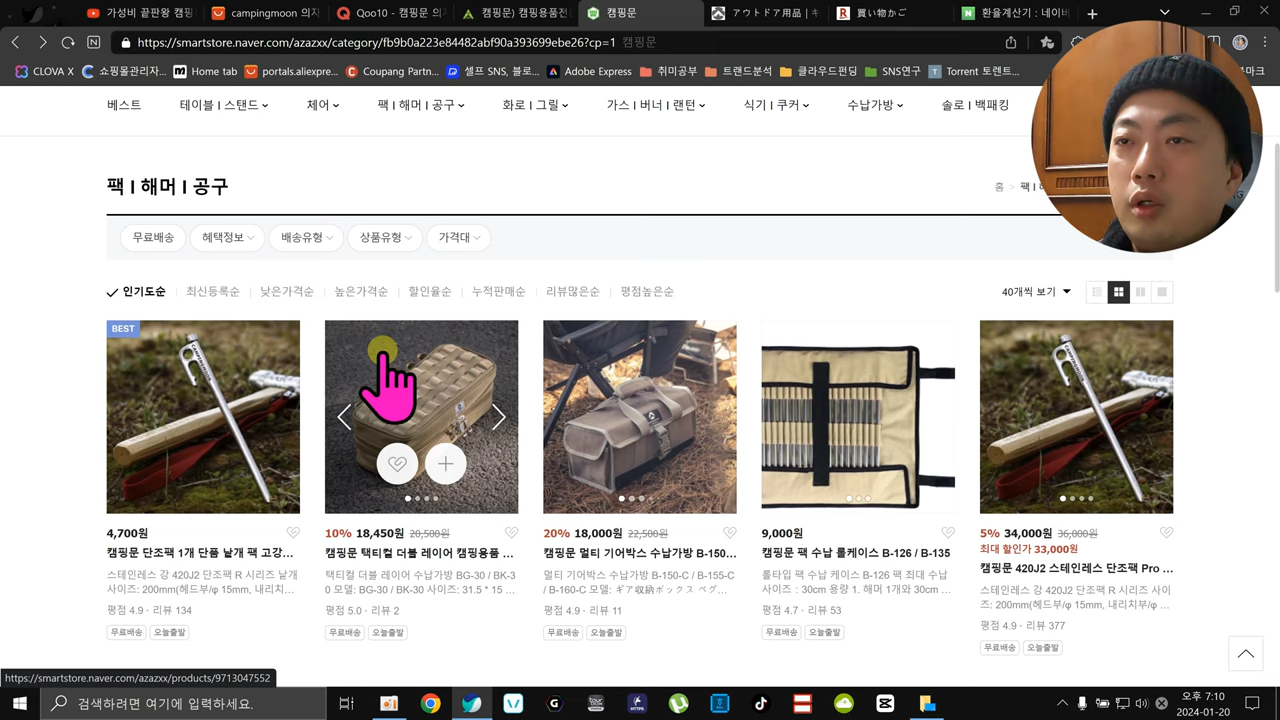 가성비 끝판왕 캠핑
campingmoon 의자
Qoo10 - 캠핑문 의자
캠핑문) 캠핑용품전문
캠핑문
アウトドア用品 | キ
買い物かご
환율계산기 : 네이버
https://smartstore.naver.com/azazxx/category/fb9b0a223e84482abf90a393699ebe26?cp=1 캠핑문
CLOVA X
쇼핑몰관리자...
Home tab
portals.aliexpre...
Coupang Partn...
셀프 SNS, 블로...
Adobe Express
취미공부
트랜드분석
클라우드펀딩
SNS연구
Torrent 토렌트...
베스트
테이블 I 스탠드
체어
팩 I 해머 I 공구
화로 I 그릴
가스 I 버너 I 랜턴
식기 I 쿠커
수납가방
솔로 I 백패킹
팩 I 해머 I 공구
홈 > 팩 I
무료배송
혜택정보
배송유형
상품유형
가격대
인기도순
최신등록순
낮은가격순
높은가격순
할인율순
누적판매순
리뷰많은순
평점높은순
40개씩 보기
BEST
4,700원
캠핑문 단조팩 1개 단품 낱개 팩 고강...
스테인레스 강 420J2 단조팩 R 시리즈 낱개
사이즈: 200mm(헤드부/φ 15mm, 내리치...
평점 4.9 · 리뷰 134
무료배송 오늘출발
10% 18,450원 20,500원
캠핑문 택티컬 더블 레이어 캠핑용품 ...
택티컬 더블 레이어 수납가방 BG-30 / BK-3
0 모델: BG-30 / BK-30 사이즈: 31.5 * 15 ...
평점 5.0 · 리뷰 2
무료배송 오늘출발
20% 18,000원 22,500원
캠핑문 멀티 기어박스 수납가방 B-150...
멀티 기어박스 수납가방 B-150-C / B-155-C
/ B-160-C 모델: ギア収納ボックス ペグ...
평점 4.9 · 리뷰 11
무료배송 오늘출발
9,000원
캠핑문 팩 수납 롤케이스 B-126 / B-135
롤타입 팩 수납 케이스 B-126 팩 최대 수납
사이즈 : 30cm 용량 1. 해머 1개와 30cm ...
평점 4.7 · 리뷰 53
무료배송 오늘출발
5% 34,000원 36,000원
최대 할인가 33,000원
캠핑문 420J2 스테인레스 단조팩 Pro ...
스테인레스 강 420J2 단조팩 R 시리즈 사이
즈: 200mm(헤드부/φ 15mm, 내리치부/φ ...
평점 4.9 · 리뷰 377
무료배송 오늘출발
https://smartstore.naver.com/azazxx/products/9713047552
검색하려면 여기에 입력하세요.
오후 7:10
2024-01-20